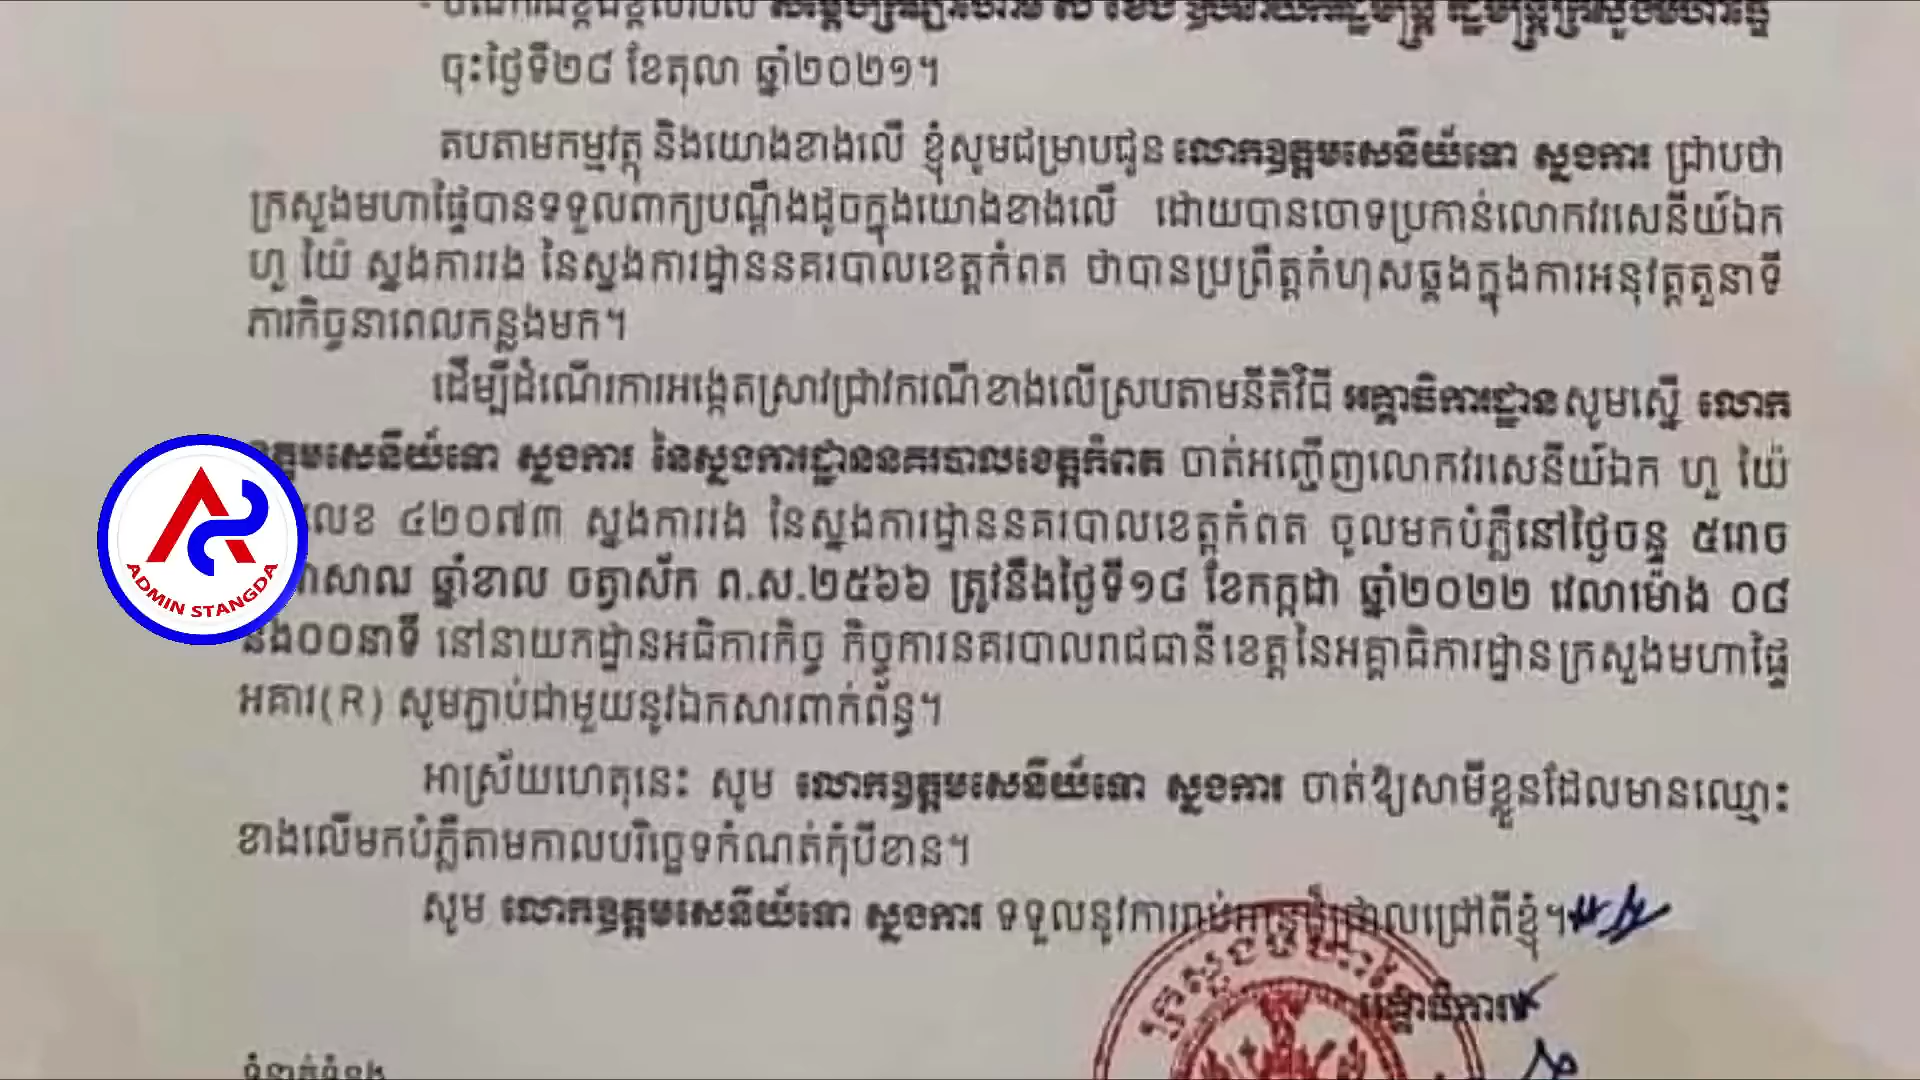 ចុះថ្ងៃទី២៨ ខែតុលា ឆ្នាំ២០២១។
តបតាមកម្មវត្ថុ និងយោងខាងលើ ខ្ញុំសូមជម្រាបជូន លោកឧត្តមសេនីយ៍ទោ ស្នងការ ជ្រាបថា
ក្រសួងមហាផ្ទៃបានទទួលពាក្យបណ្ដឹងដូចក្នុងយោងខាងលើ ដោយបានចោទប្រកាន់លោកវរសេនីយ៍ឯក
ហួ យ៉ៃ ស្នងការរង នៃស្នងការដ្ឋាននគរបាលខេត្តកំពត ថាបានប្រព្រឹត្តកំហុសឆ្គងក្នុងការអនុវត្តតួនាទី
ភារកិច្ចនាពេលកន្លងមក។
ដើម្បីដំណើរការអង្កេតស្រាវជ្រាវករណីខាងលើស្របតាមនីតិវិធី អគ្គាធិការដ្ឋានសូមស្នើ លោក
ឧត្តមសេនីយ៍ទោ ស្នងការ នៃស្នងការដ្ឋាននគរបាលខេត្តកំពត ចាត់អញ្ជើញលោកវរសេនីយ៍ឯក ហួ យ៉ៃ
លេខ ៤២០៧៣ ស្នងការរង នៃស្នងការដ្ឋាននគរបាលខេត្តកំពត ចូលមកបំភ្លឺនៅថ្ងៃចន្ទ ៥រោច
ឆ្នាំខាល ចត្វាស័ក ព.ស.២៥៦៦ ត្រូវនឹងថ្ងៃទី១៨ ខែកក្កដា ឆ្នាំ២០២២ វេលាម៉ោង ០៨
និង០០នាទី នៅនាយកដ្ឋានអធិការកិច្ច កិច្ចការនគរបាលរាជធានីខេត្ត នៃអគ្គាធិការដ្ឋាន ក្រសួងមហាផ្ទៃ
អគារ(R) សូមភ្ជាប់ជាមួយនូវឯកសារពាក់ព័ន្ធ។
អាស្រ័យហេតុនេះ សូម លោកឧត្តមសេនីយ៍ទោ ស្នងការ ចាត់ឱ្យសាមីខ្លួនដែលមានឈ្មោះ
ខាងលើមកបំភ្លឺតាមកាលបរិច្ឆេទកំណត់កុំបីខាន។
សូម លោកឧត្តមសេនីយ៍ទោ ស្នងការ ទទួលនូវការរាប់អានដ៏ជ្រាលជ្រៅពីខ្ញុំ។
អគ្គាធិការ
ADMIN STANGDA